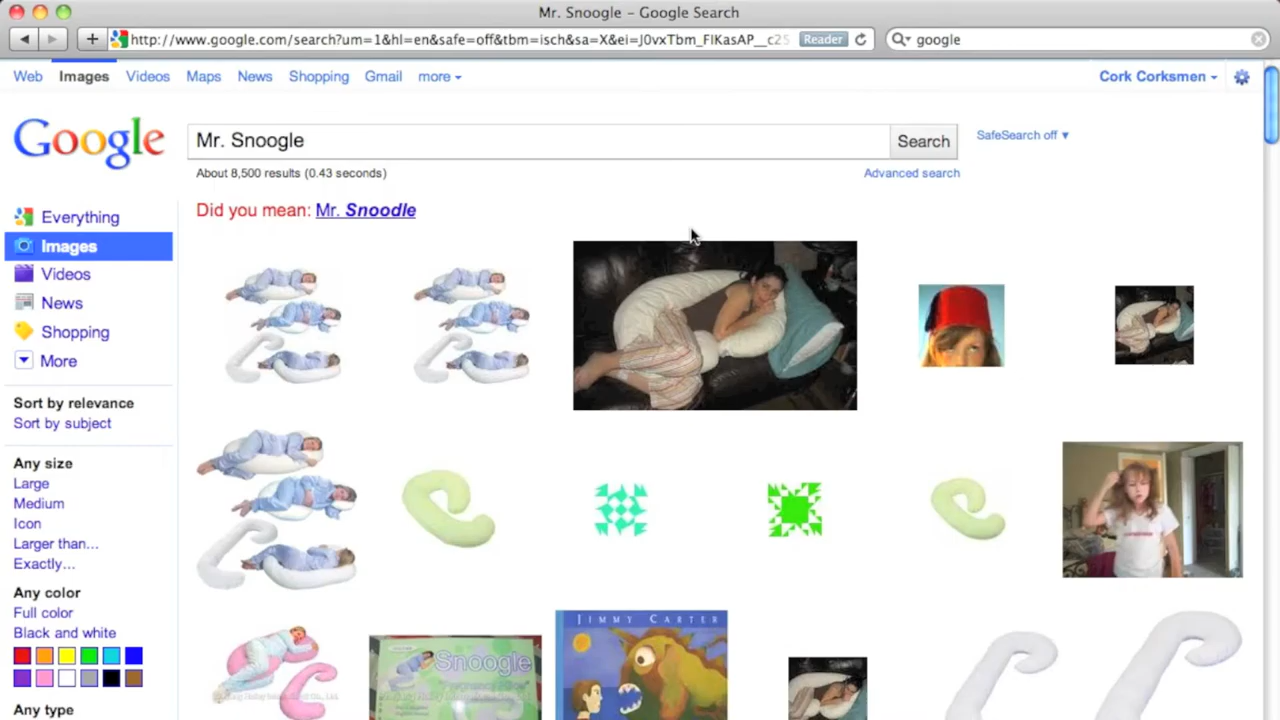 Mr. Snoogle – Google Search
http://www.google.com/search?um=1&hl=en&safe=off&tbm=isch&sa=X&ei=J0vxTbm_FIKasAP__c25 Reader google
Web Images Videos Maps News Shopping Gmail more Cork Corksmen
Google Mr. Snoogle Search SafeSearch off
About 8,500 results (0.43 seconds) Advanced search
Did you mean: Mr. Snoodle
Everything
Images
Videos
News
Shopping
More
Sort by relevance
Sort by subject
Any size
Large
Medium
Icon
Larger than...
Exactly...
Any color
Full color
Black and white
JIMMY CARTER
Snoogle
Any type